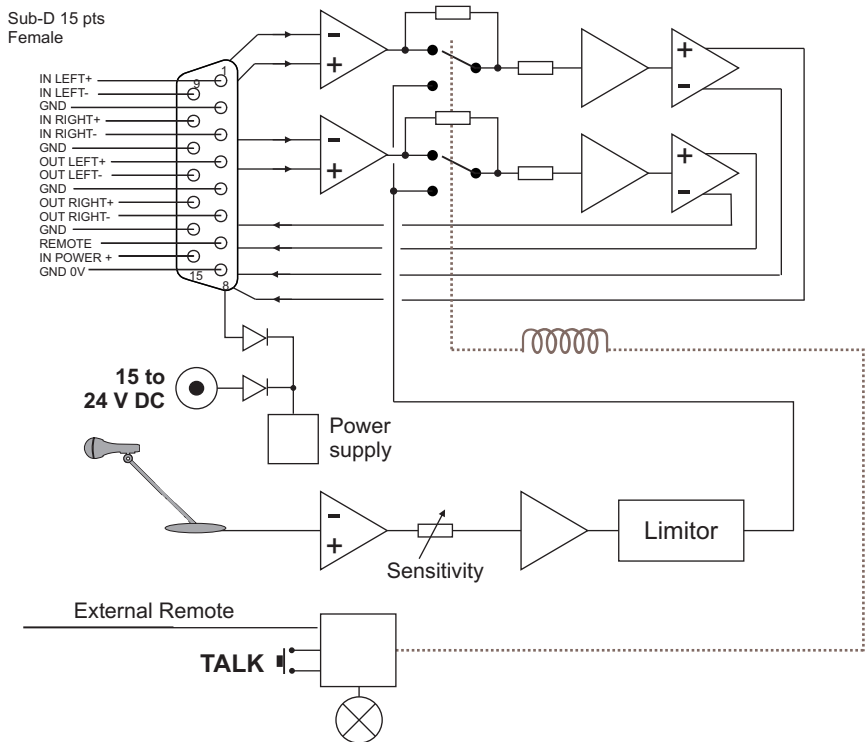 Sub-D 15 pts
Female
1
9
IN LEFT+
IN LEFT-
GND
IN RIGHT+
IN RIGHT-
GND
OUT LEFT+
OUT LEFT-
GND
OUT RIGHT+
OUT RIGHT-
GND
REMOTE
IN POWER +
GND 0V
15
8
-
+
+
-
-
+
+
-
15 to
24 V DC
Power
supply
-
+
Sensitivity
Limitor
External Remote
TALK